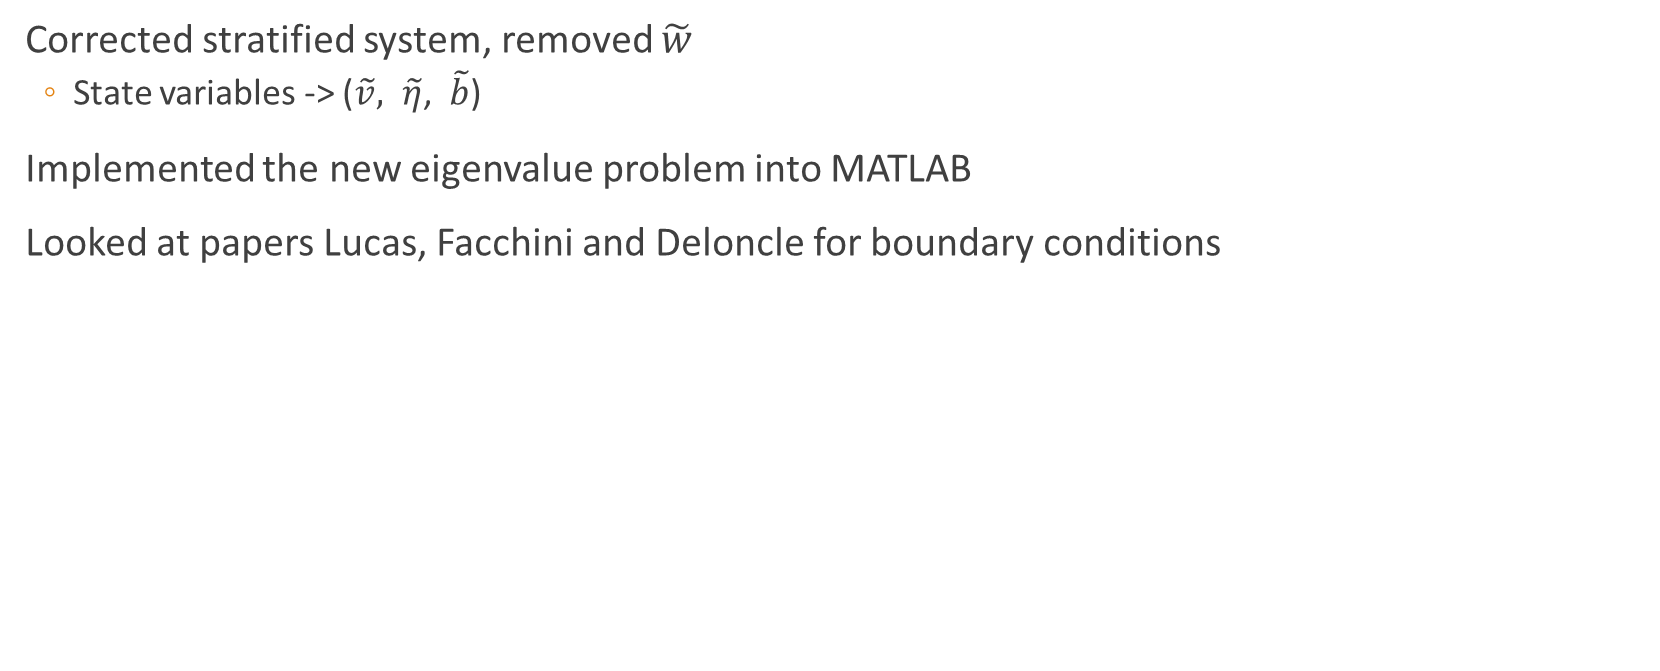 Corrected stratified system, removed w̃
◦ State variables -> (ṽ, η̃, b̃)
Implemented the new eigenvalue problem into MATLAB
Looked at papers Lucas, Facchini and Deloncle for boundary conditions